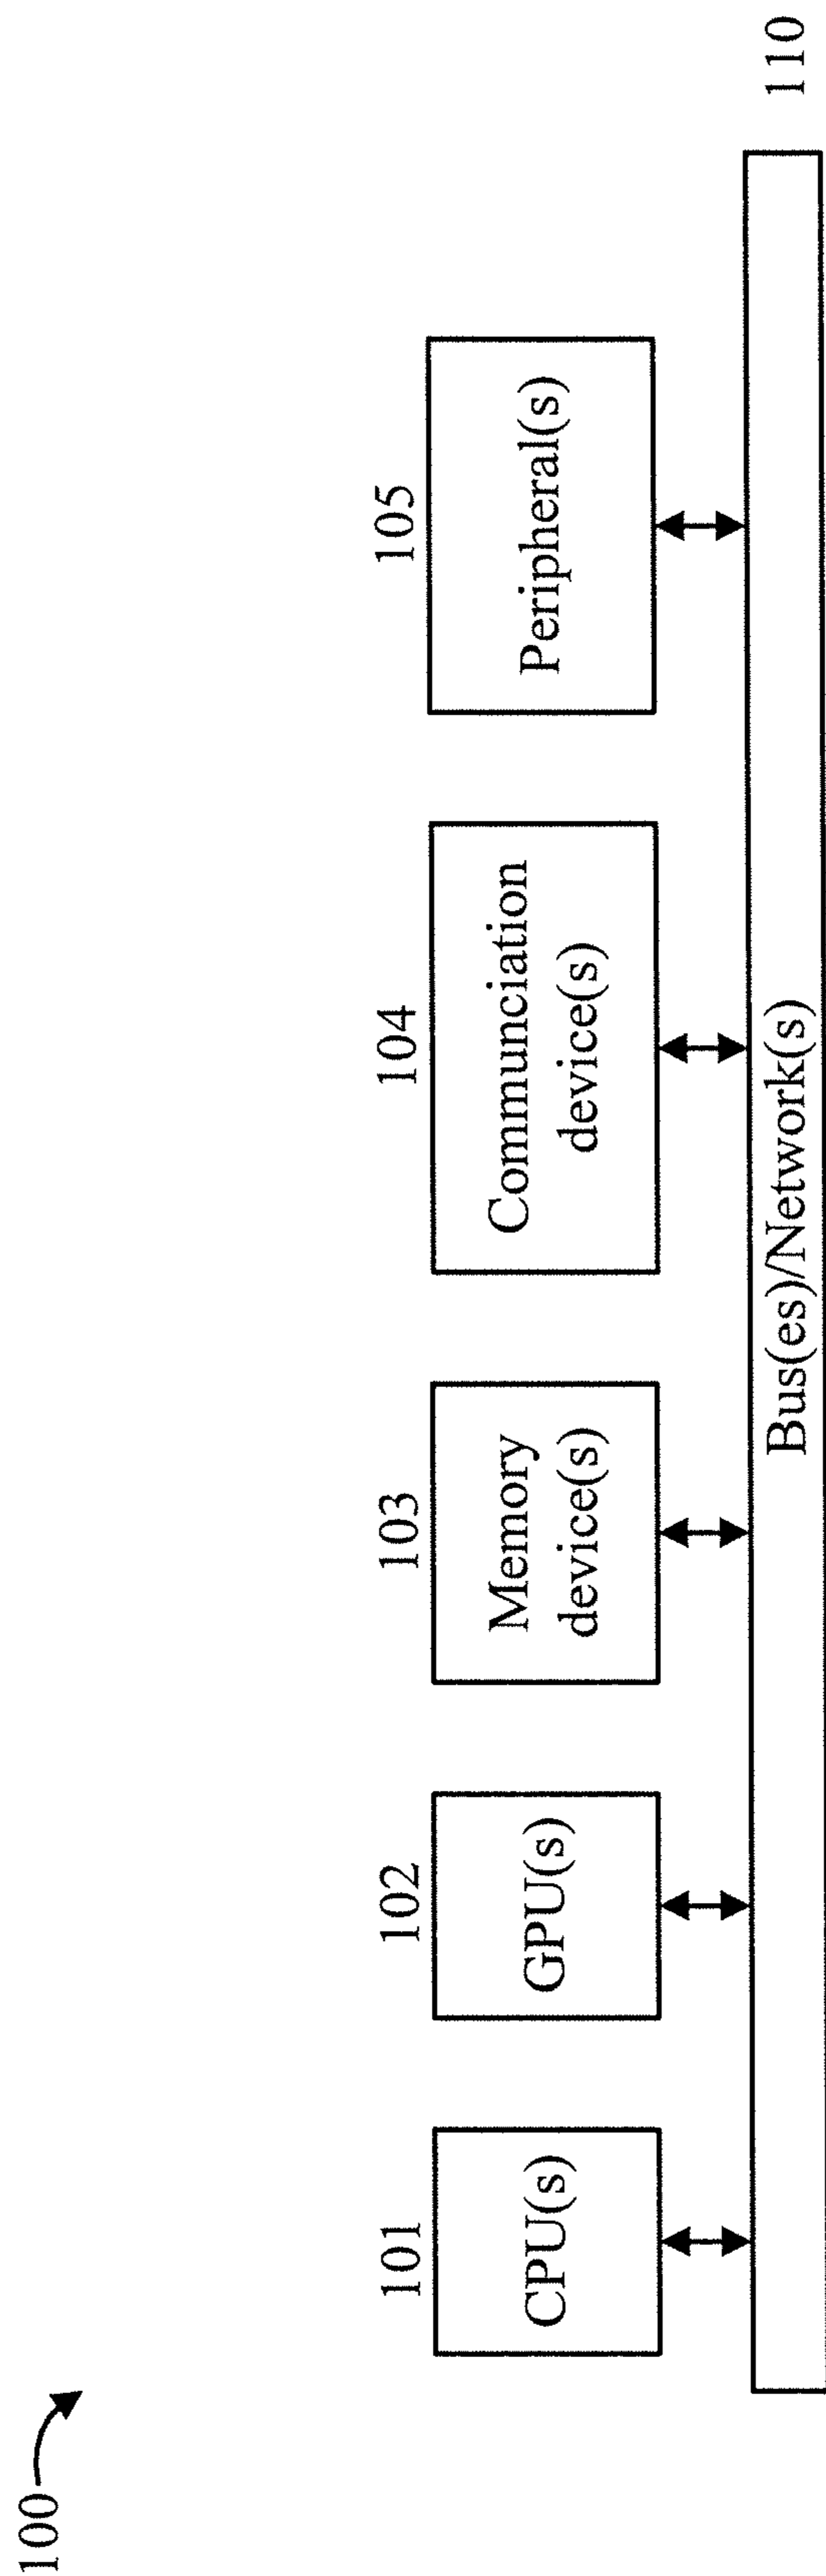 100
101
CPU(s)
102
GPU(s)
103
Memory
device(s)
104
Communciation
device(s)
105
Peripheral(s)
Bus(es)/Network(s)
110